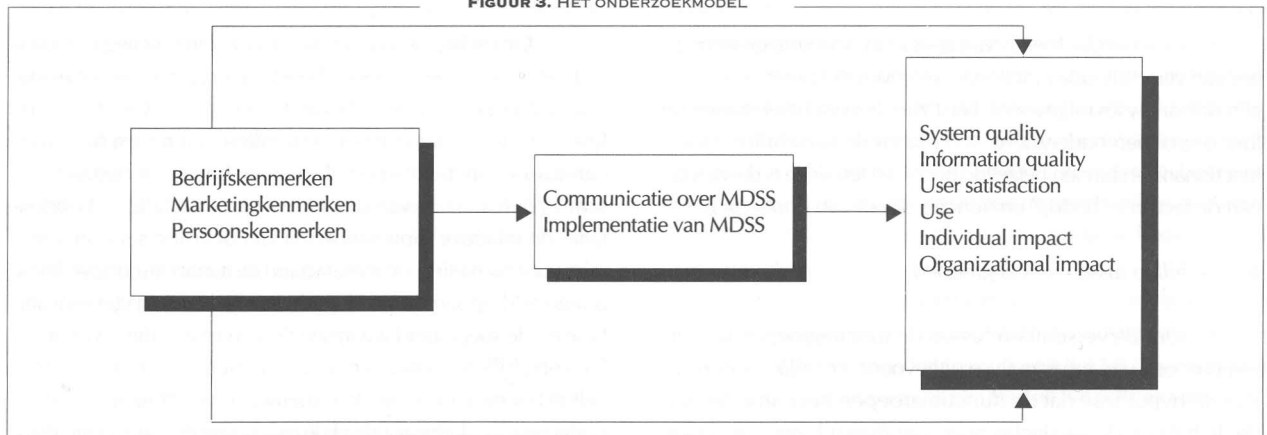 FIGUUR 3. HET ONDERZOEKMODEL
Bedrijfskenmerken
Marketingkenmerken
Persoonskenmerken
Communicatie over MDSS
Implementatie van MDSS
System quality
Information quality
User satisfaction
Use
Individual impact
Organizational impact